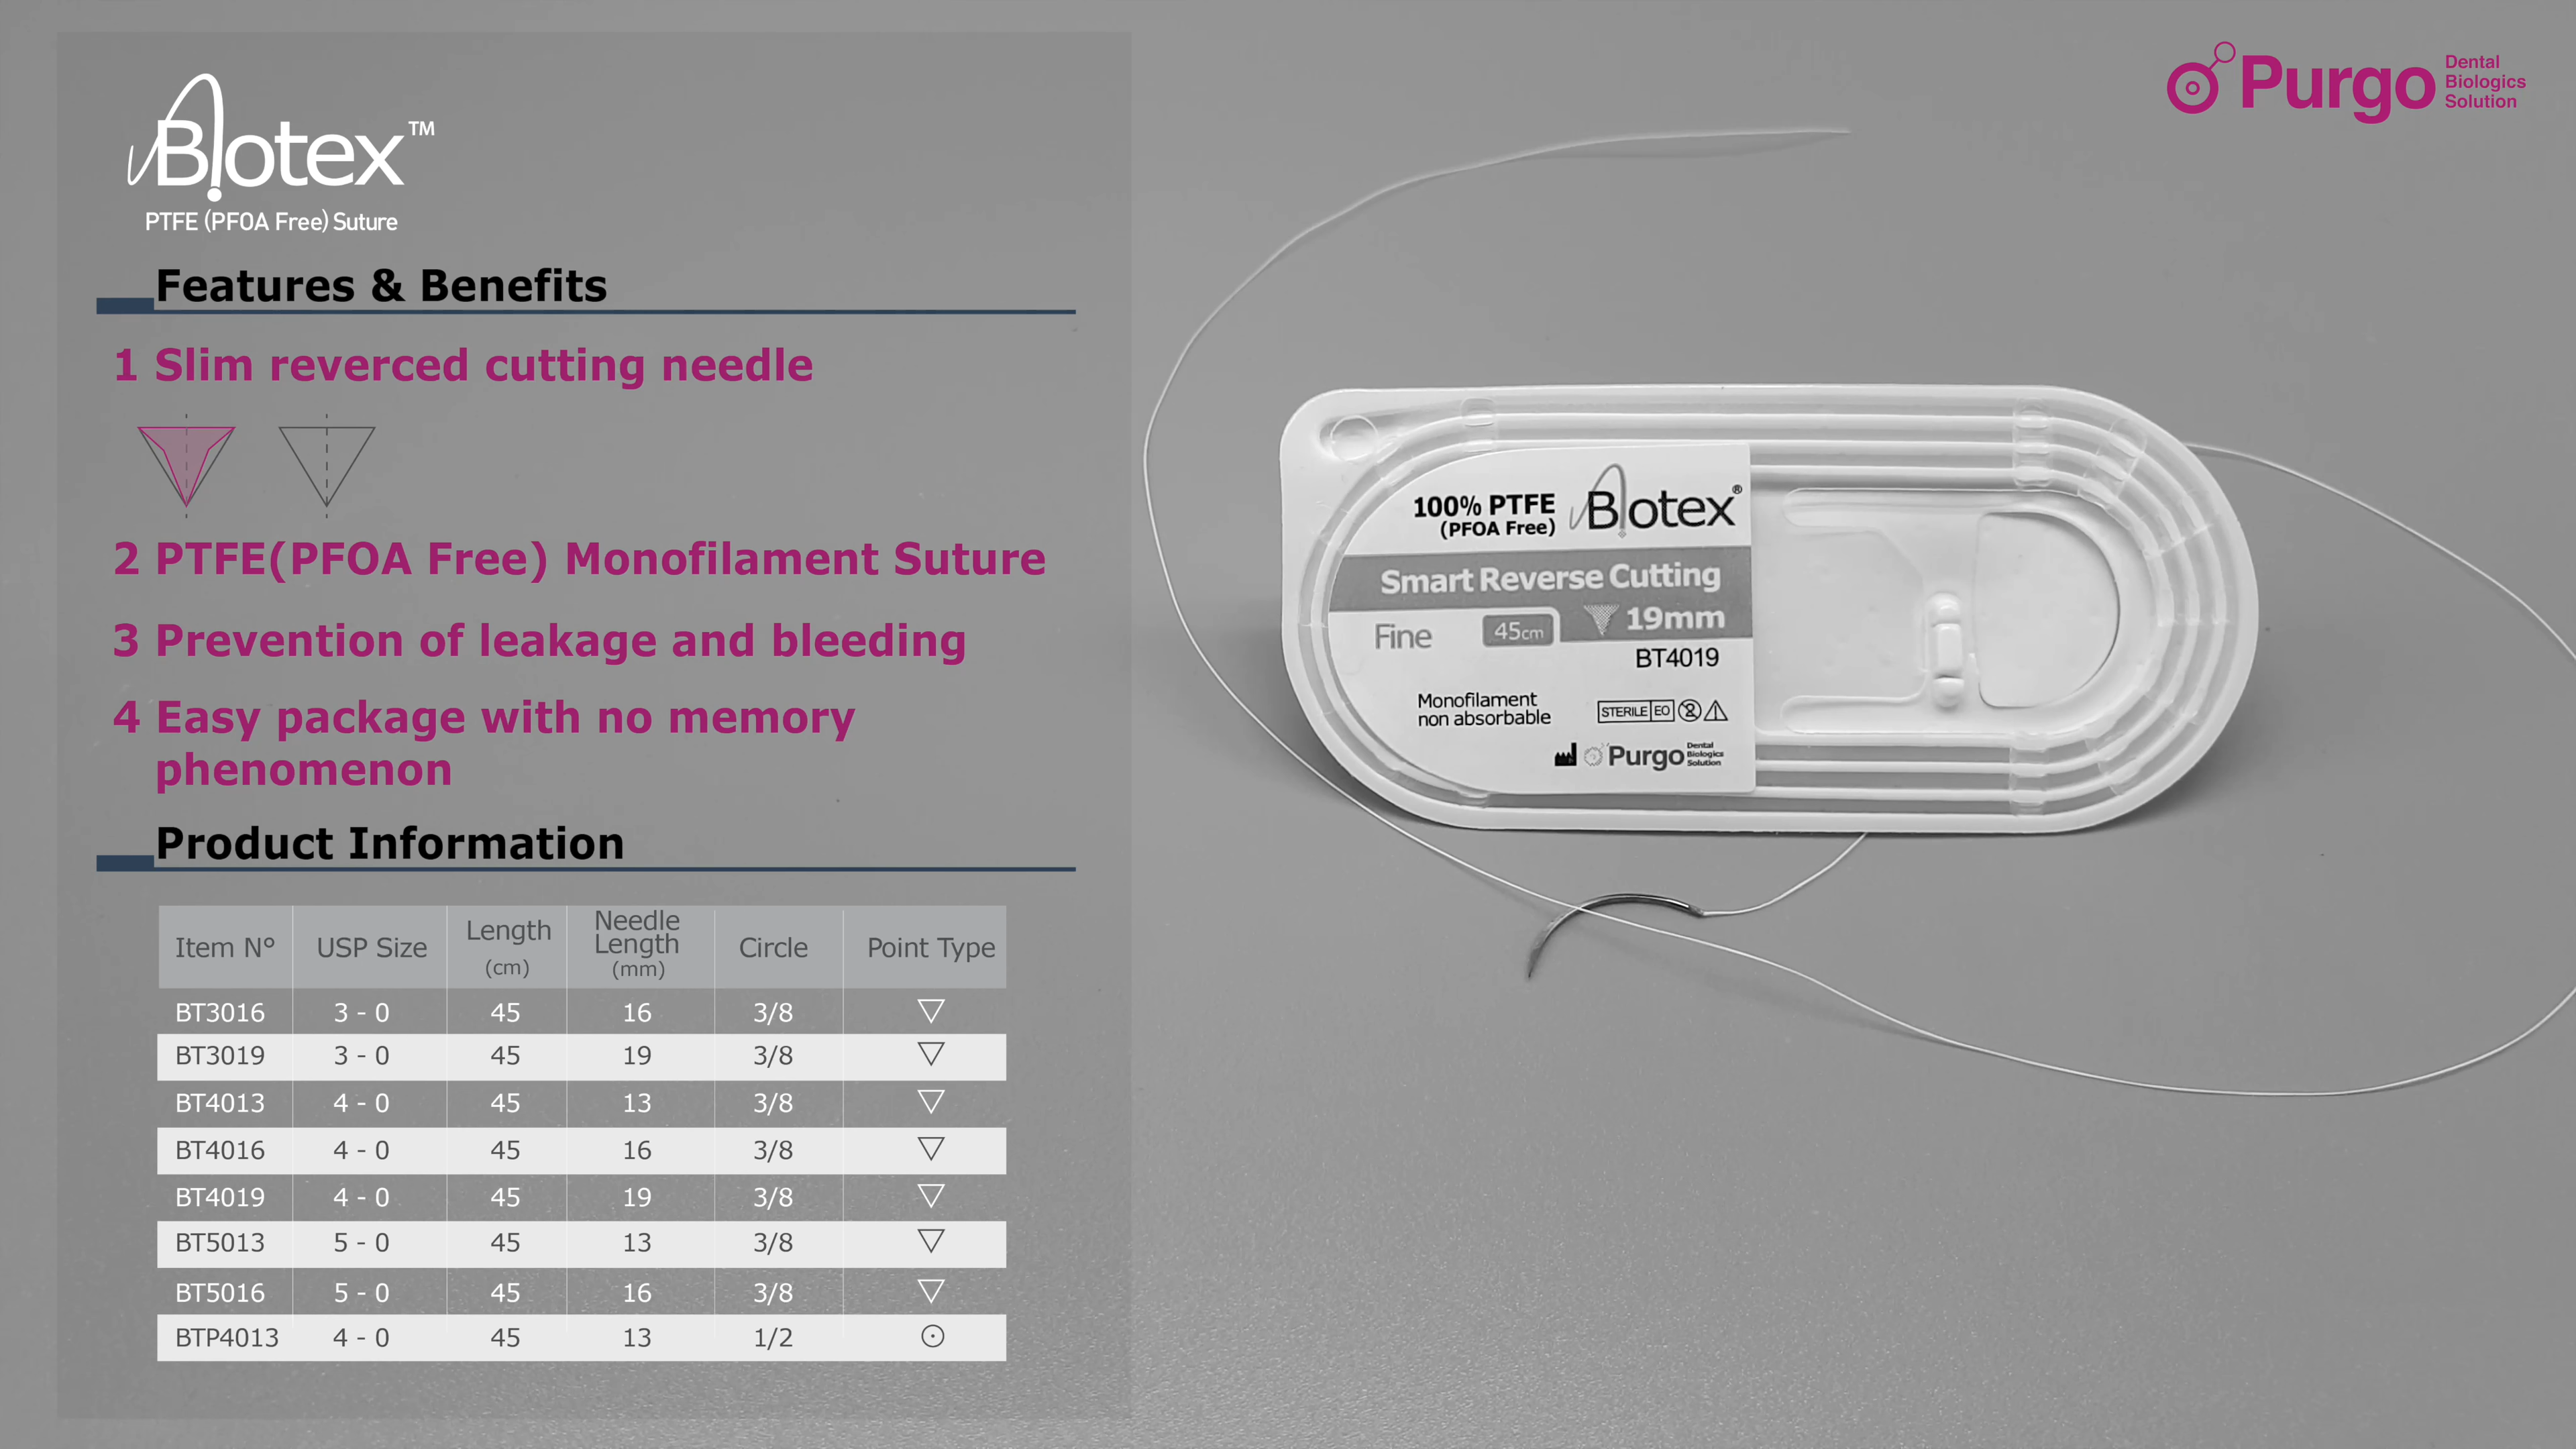 Biotex™
PTFE (PFOA Free) Suture
Features & Benefits
1 Slim reverced cutting needle
2 PTFE(PFOA Free) Monofilament Suture
3 Prevention of leakage and bleeding
4 Easy package with no memory
phenomenon
Product Information
Item N° USP Size Length (cm) Needle Length (mm) Circle Point Type
BT3016 3 - 0 45 16 3/8
BT3019 3 - 0 45 19 3/8
BT4013 4 - 0 45 13 3/8
BT4016 4 - 0 45 16 3/8
BT4019 4 - 0 45 19 3/8
BT5013 5 - 0 45 13 3/8
BT5016 5 - 0 45 16 3/8
BTP4013 4 - 0 45 13 1/2
Purgo Dental
Biologics
Solution
100% PTFE
(PFOA Free)
Biotex®
Smart Reverse Cutting
Fine 45cm 19mm
BT4019
Monofilament
non absorbable
STERILE EO 2
Purgo Dental
Biologics
Solution